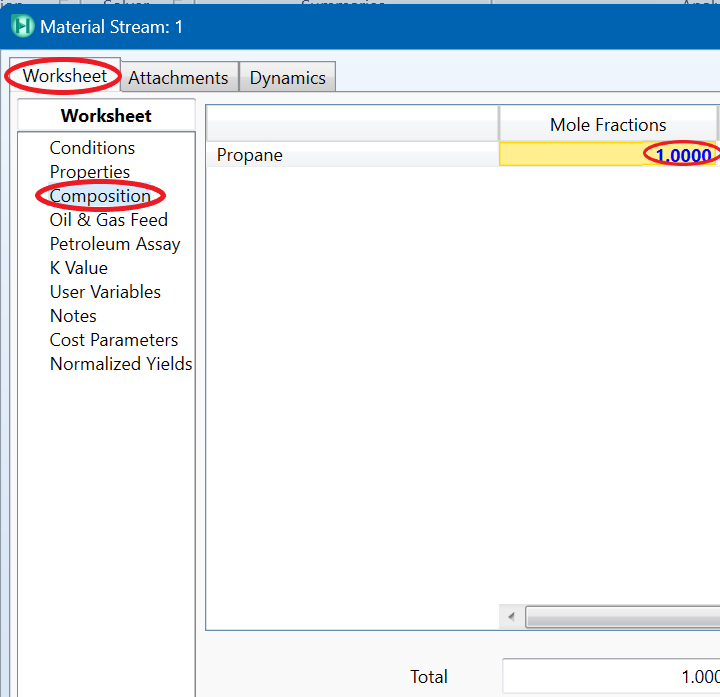 Material Stream: 1
Worksheet Attachments Dynamics
Worksheet
Conditions
Properties
Composition
Oil & Gas Feed
Petroleum Assay
K Value
User Variables
Notes
Cost Parameters
Normalized Yields
Mole Fractions
Propane 1.0000
Total 1.000